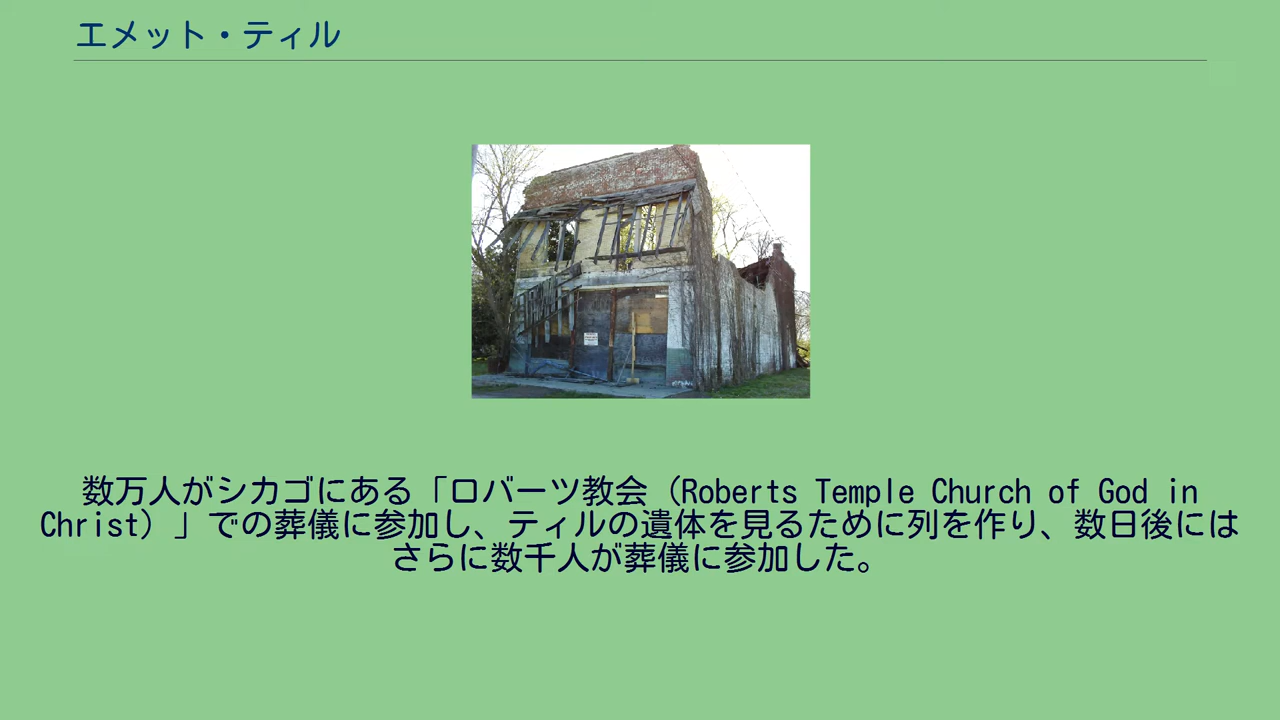 エメット・ティル
数万人がシカゴにある「ロバーツ教会（Roberts Temple Church of God in
Christ）」での葬儀に参加し、ティルの遺体を見るために列を作り、数日後には
さらに数千人が葬儀に参加した。